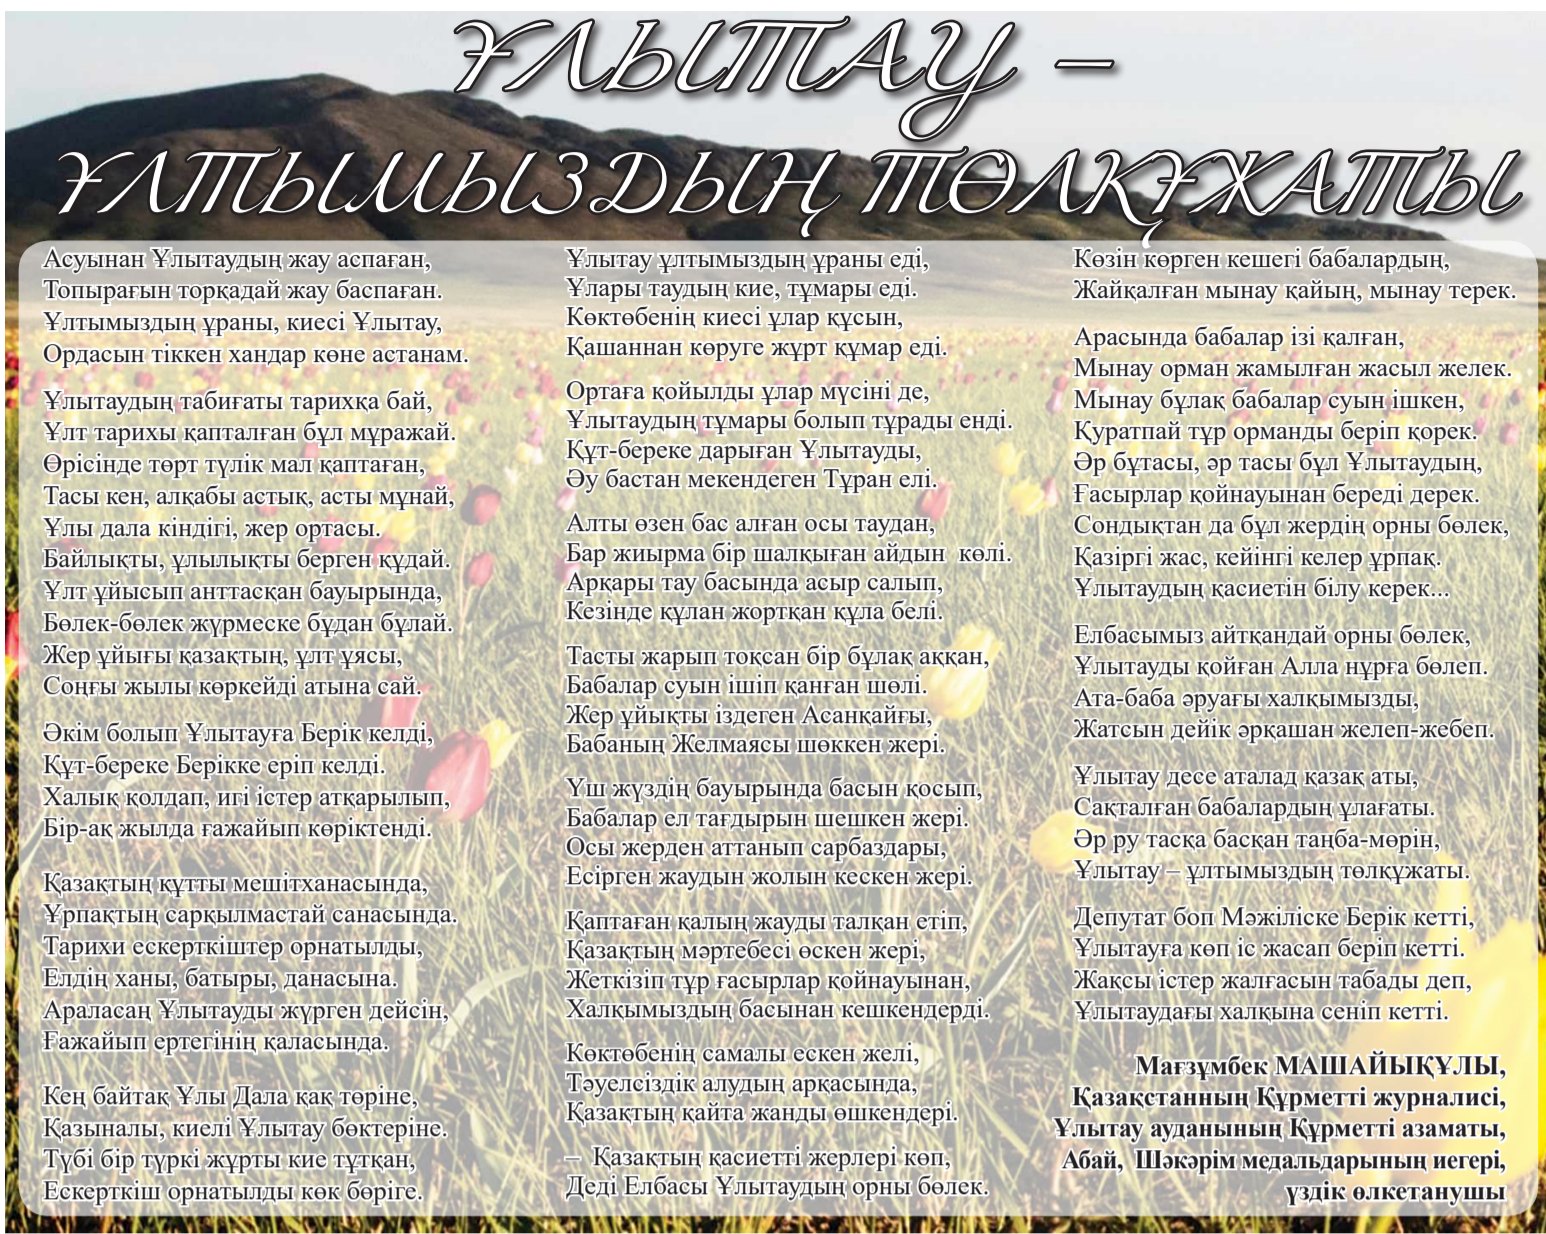 ҰЛЫТАУ –
ҰЛТЫМЫЗДЫҢ ТӨЛҚҰЖАТЫ
Асуынан Ұлытаудың жау аспаған,
Топырағын торқадай жау баспаған.
Ұлтымыздың ұраны, киесі Ұлытау,
Ордасын тіккен хандар көне астанам.
Ұлытаудың табиғаты тарихқа бай,
Ұлт тарихы қапталған бұл мұражай.
Өрісінде төрт түлік мал қаптаған,
Тасы кен, алқабы астық, асты мұнай,
Ұлы дала кіндігі, жер ортасы.
Байлықты, ұлылықты берген құдай.
Ұлт ұйысып анттасқан бауырында,
Бөлек-бөлек жүрмеске бұдан бұлай.
Жер ұйығы қазақтың, ұлт ұясы,
Соңғы жылы көркейді атына сай.
Әкім болып Ұлытауға Берік келді,
Құт-береке Берікке еріп келді.
Халық қолдап, игі істер атқарылып,
Бір-ақ жылда ғажайып көріктенді.
Қазақтың құтты мешітханасында,
Ұрпақтың сарқылмастай санасында.
Тарихи ескерткіштер орнатылды,
Елдің ханы, батыры, данасына.
Араласаң Ұлытауды жүрген дейсін,
Ғажайып ертегінің қаласында.
Кең байтақ Ұлы Дала қақ төріне,
Қазыналы, киелі Ұлытау бөктеріне.
Түбі бір түркі жұрты кие тұтқан,
Ескерткіш орнатылды көк бөріге.
Ұлытау ұлтымыздың ұраны еді,
Ұлары таудың кие, тұмары еді.
Көктөбенің киесі ұлар құсын,
Қашаннан көруге жұрт құмар еді.
Ортаға қойылды ұлар мүсіні де,
Ұлытаудың тұмары болып тұрады енді.
Құт-береке дарыған Ұлытауды,
Әу бастан мекендеген Тұран елі.
Алты өзен бас алған осы таудан,
Бар жиырма бір шалқыған айдын көлі.
Арқары тау басында асыр салып,
Кезінде құлан жортқан құла белі.
Тасты жарып тоқсан бір бұлақ аққан,
Бабалар суын ішіп қанған шөлі.
Жер ұйықты іздеген Асанқайғы,
Бабаның Желмаясы шөккен жері.
Үш жүздің бауырында басын қосып,
Бабалар ел тағдырын шешкен жері.
Осы жерден аттанып сарбаздары,
Есірген жаудын жолын кескен жері.
Қаптаған қалың жауды талқан етіп,
Қазақтың мәртебесі өскен жері,
Жеткізіп тұр ғасырлар қойнауынан,
Халқымыздың басынан кешкендерді.
Көктөбенің самалы ескен желі,
Тәуелсіздік алудың арқасында,
Қазақтың қайта жанды өшкендері.
– Қазақтың қасиетті жерлері көп,
Деді Елбасы Ұлытаудың орны бөлек.
Көзін көрген кешегі бабалардың,
Жайқалған мынау қайың, мынау терек.
Арасында бабалар ізі қалған,
Мынау орман жамылған жасыл желек.
Мынау бұлақ бабалар суын ішкен,
Қуратпай тұр орманды беріп қорек.
Әр бұтасы, әр тасы бұл Ұлытаудың,
Ғасырлар қойнауынан береді дерек.
Сондықтан да бұл жердің орны бөлек,
Қазіргі жас, кейінгі келер ұрпақ.
Ұлытаудың қасиетін білу керек...
Елбасымыз айтқандай орны бөлек,
Ұлытауды қойған Алла нұрға бөлеп.
Ата-баба әруағы халқымызды,
Жатсын дейік әрқашан желеп-жебеп.
Ұлытау десе аталад қазақ аты,
Сақталған бабалардың ұлағаты.
Әр ру тасқа басқан таңба-мөрін,
Ұлытау – ұлтымыздың төлқұжаты.
Депутат боп Мәжіліске Берік кетті,
Ұлытауға көп іс жасап беріп кетті.
Жақсы істер жалғасын табады деп,
Ұлытаудағы халқына сеніп кетті.
Мағзұмбек МАШАЙЫҚҰЛЫ,
Қазақстанның Құрметті журналисі,
Ұлытау ауданының Құрметті азаматы,
Абай, Шәкәрім медальдарының иегері,
үздік өлкетанушы